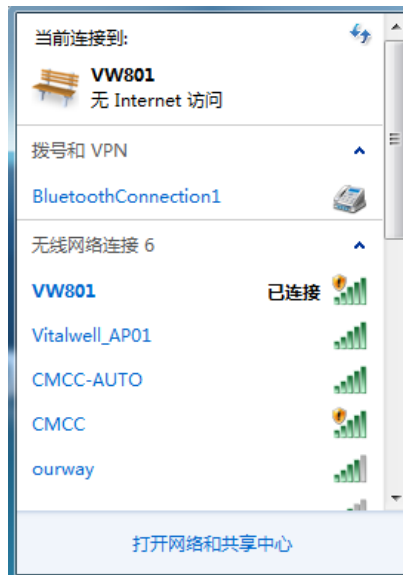 当前连接到:
VW801
无 Internet 访问
拨号和 VPN
BluetoothConnection1
无线网络连接 6
VW801 已连接
Vitalwell_AP01
CMCC-AUTO
CMCC
ourway
打开网络和共享中心